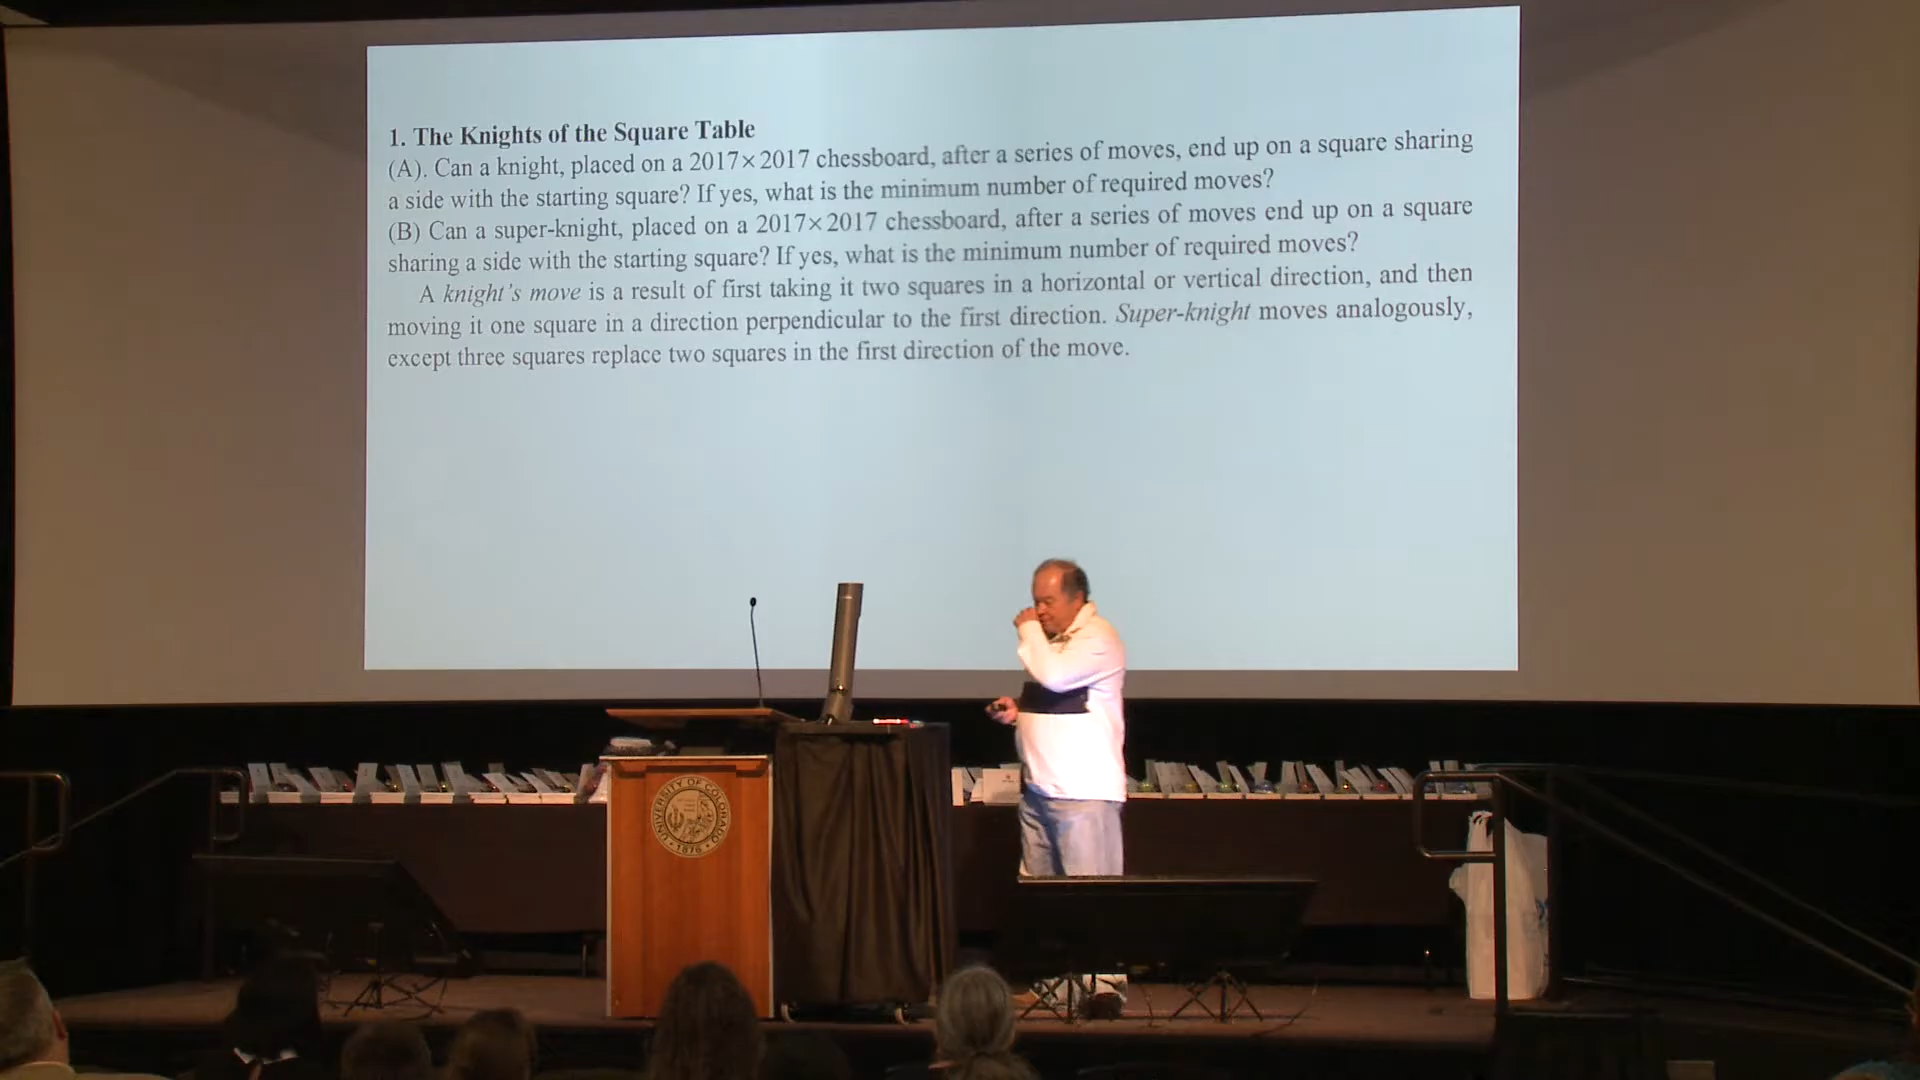 1. The Knights of the Square Table
(A). Can a knight, placed on a 2017×2017 chessboard, after a series of moves, end up on a square sharing
a side with the starting square? If yes, what is the minimum number of required moves?
(B) Can a super-knight, placed on a 2017×2017 chessboard, after a series of moves end up on a square
sharing a side with the starting square? If yes, what is the minimum number of required moves?
A knight's move is a result of first taking it two squares in a horizontal or vertical direction, and then
moving it one square in a direction perpendicular to the first direction. Super-knight moves analogously,
except three squares replace two squares in the first direction of the move.
UNIVERSITY OF COLORADO
1876